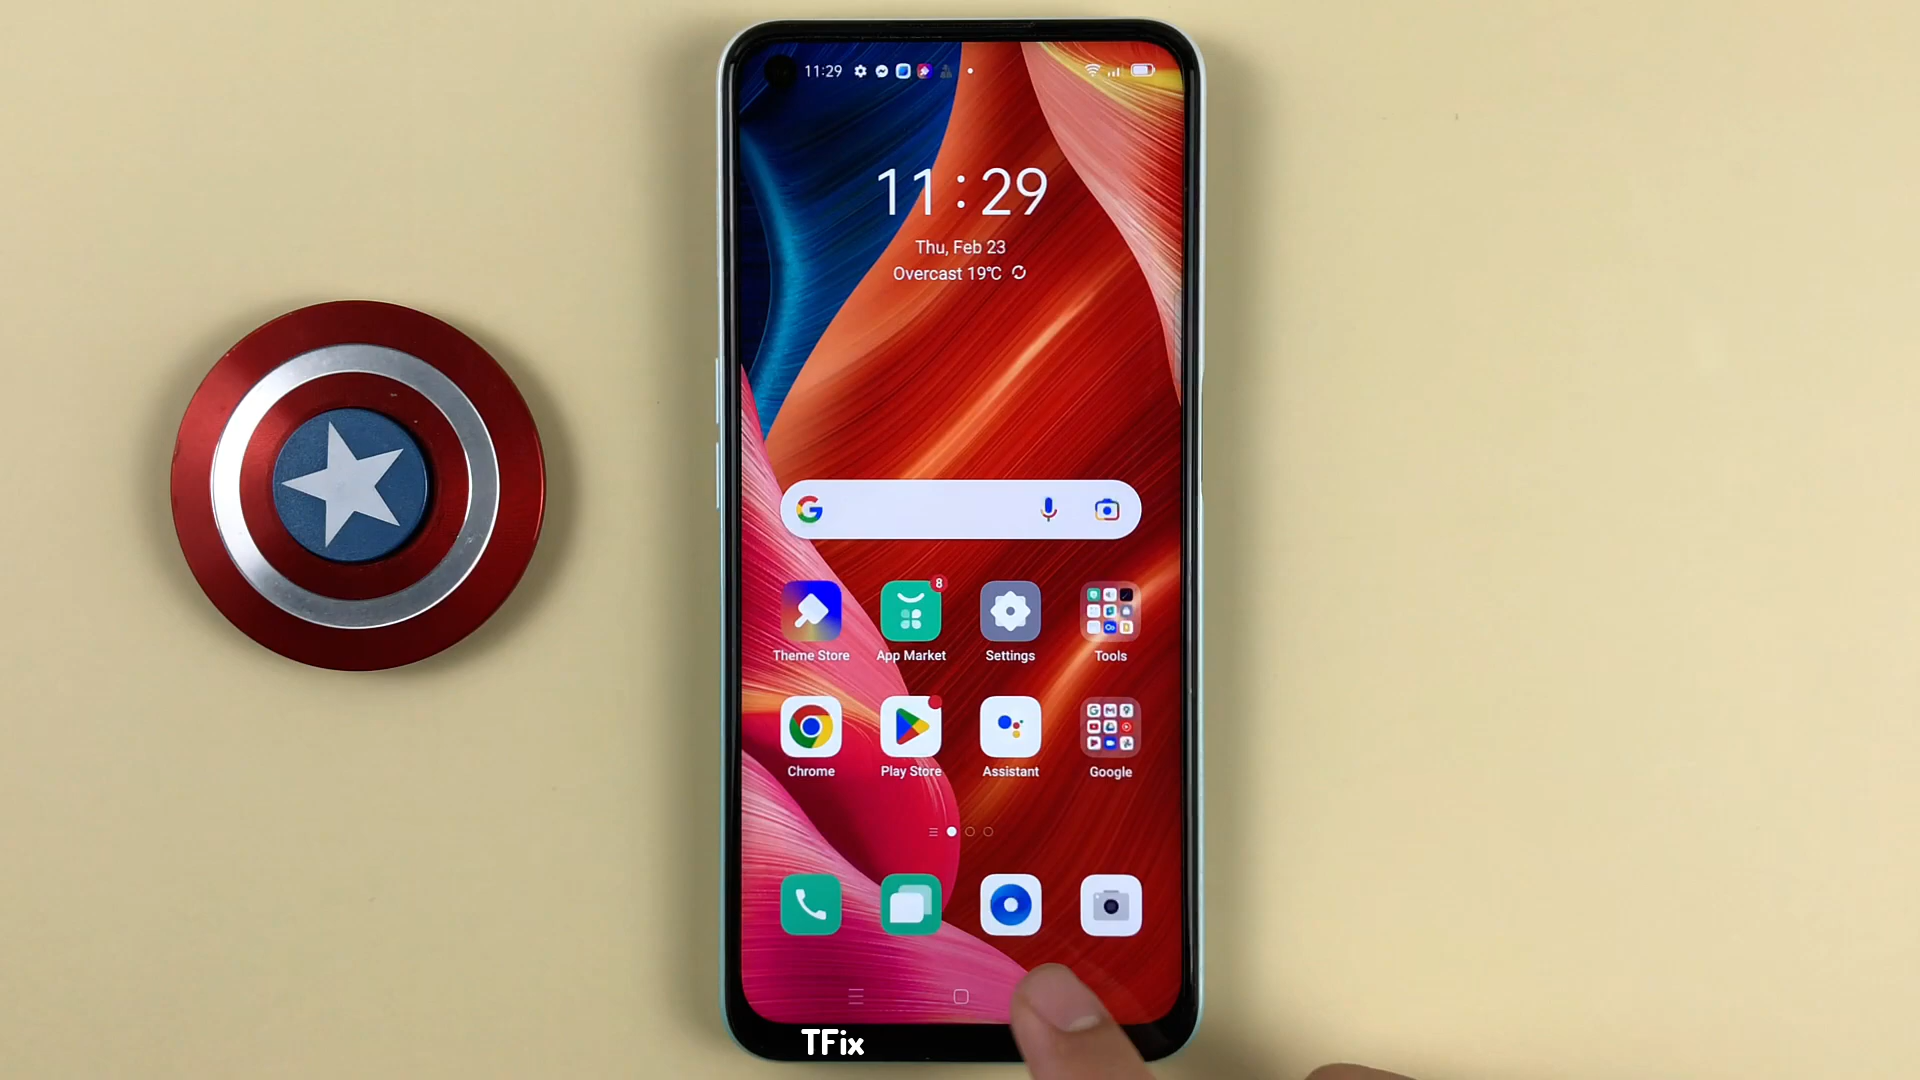 11:29
11:29
Thu, Feb 23
Overcast 19℃
Theme Store
8
App Market
Settings
Tools
Chrome
Play Store
Assistant
Google
TFix